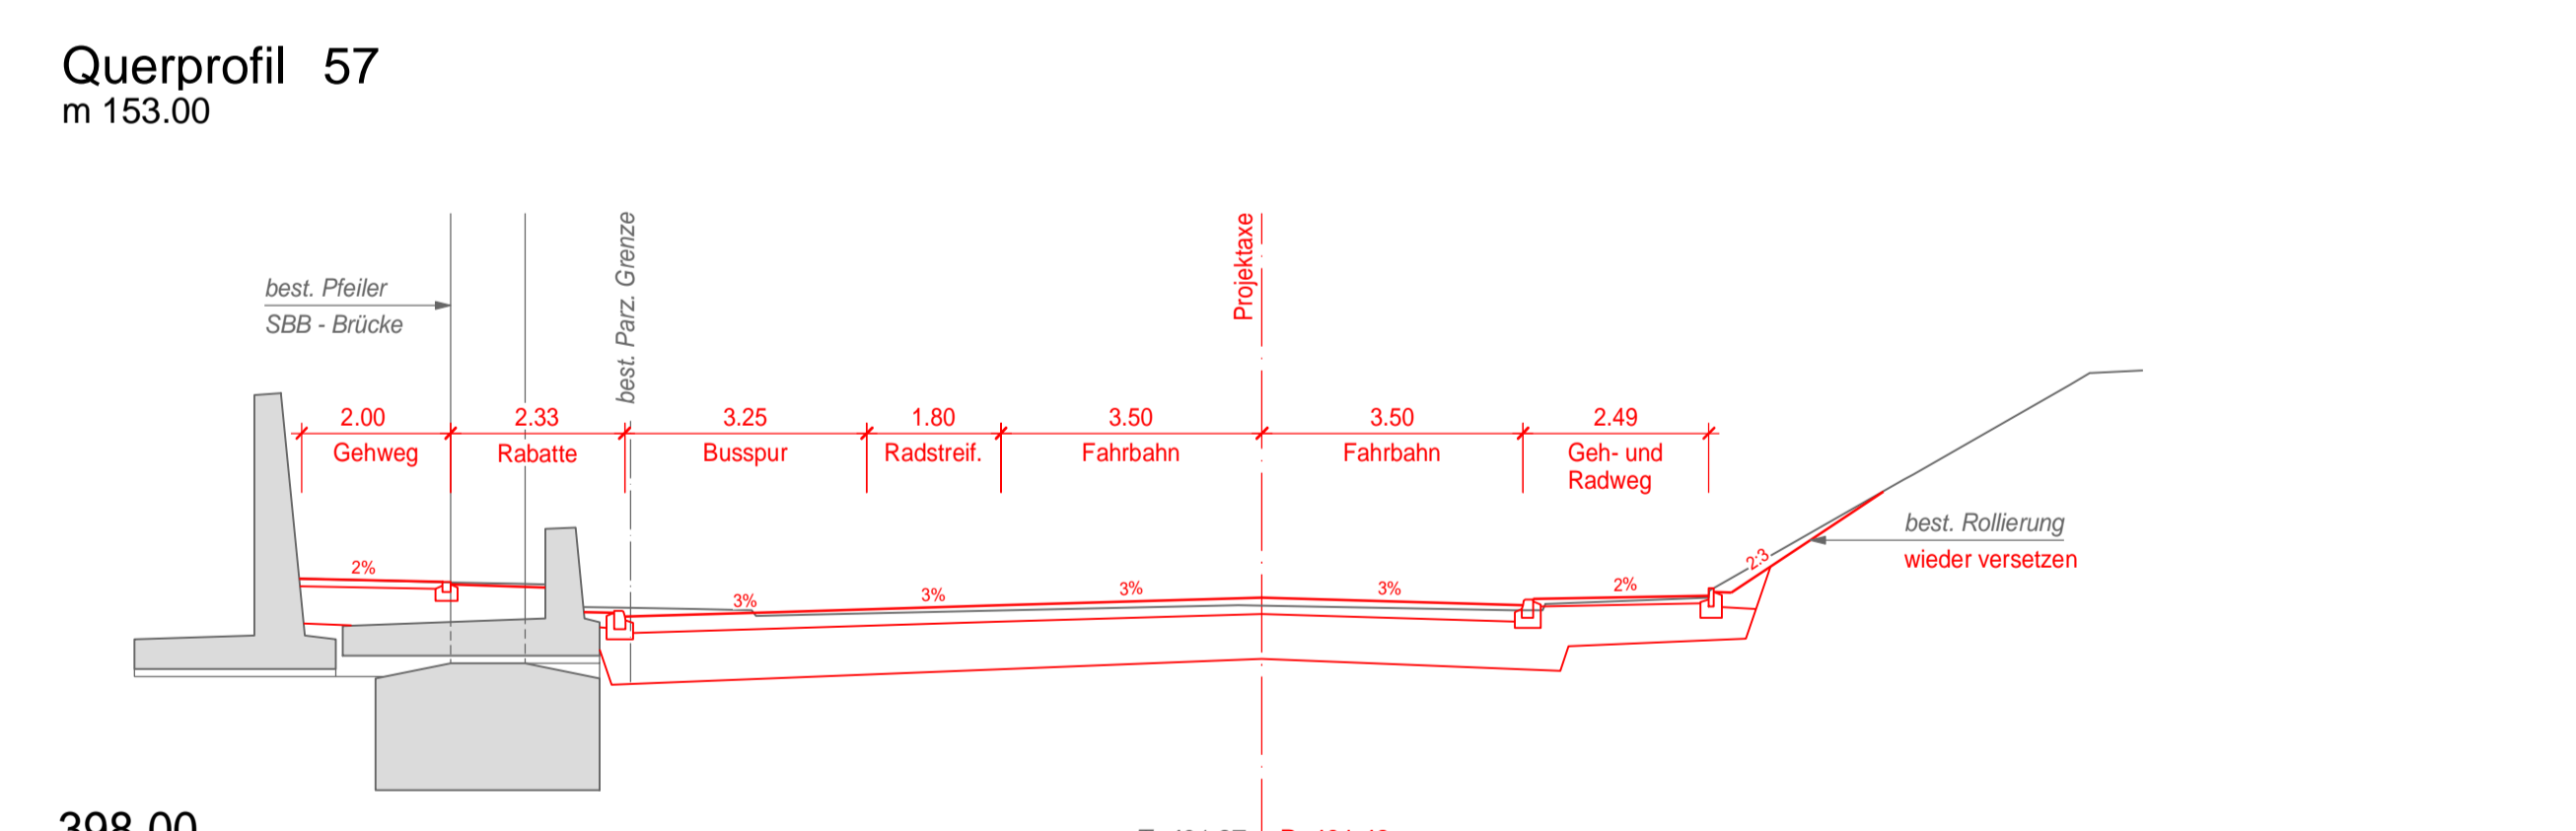 Querprofil 57
m 153.00
best. Pfeiler
SBB - Brücke
best. Parz. Grenze
Projektaxe
2.00
2.33
3.25
1.80
3.50
3.50
2.49
Gehweg
Rabatte
Busspur
Radstreif.
Fahrbahn
Fahrbahn
Geh- und
Radweg
best. Rollierung
wieder versetzen
2%
3%
3%
3%
3%
2%
2:3
398.00